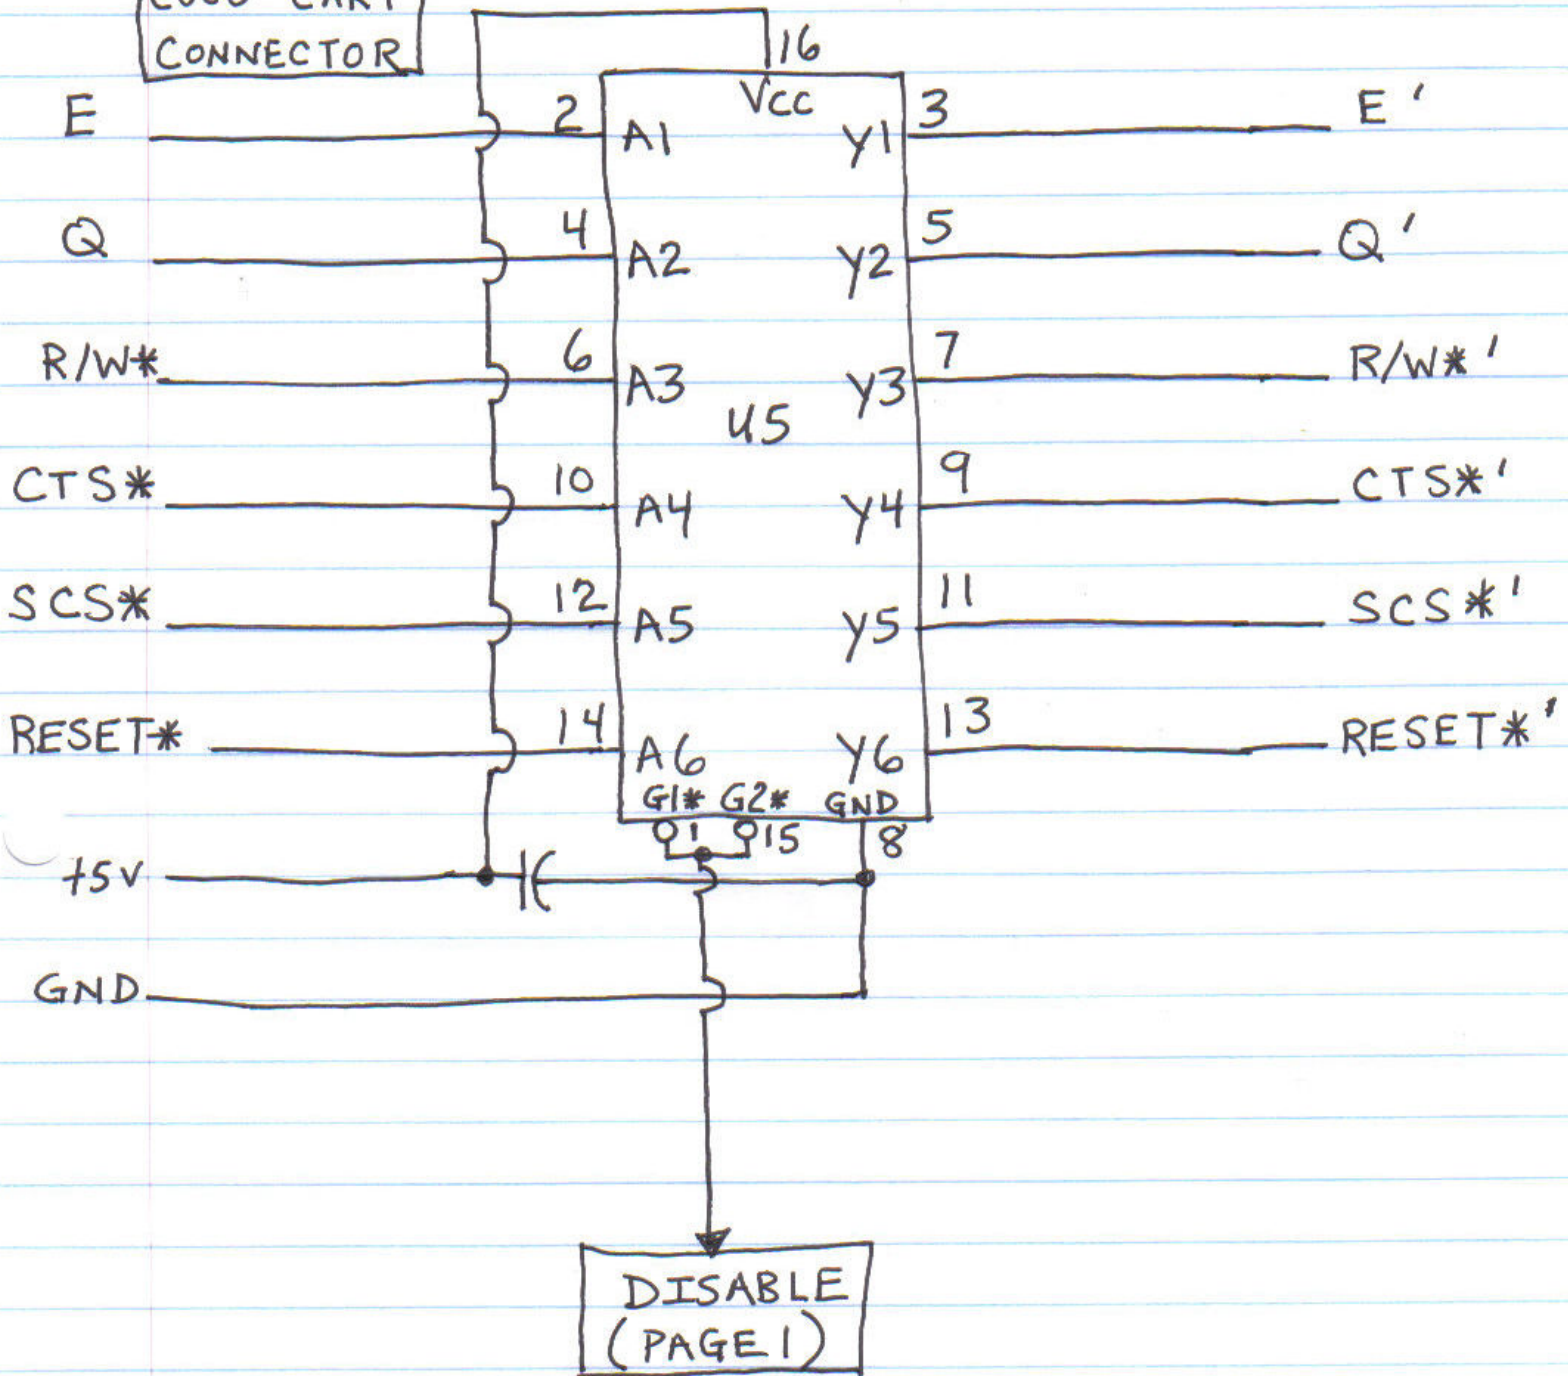 CONNECTOR
16
VCC
E 2 A1 Y1 3 E'
Q 4 A2 Y2 5 Q'
R/W* 6 A3 Y3 7 R/W*'
U5
CTS* 10 A4 Y4 9 CTS*'
SCS* 12 A5 Y5 11 SCS*'
RESET* 14 A6 Y6 13 RESET*'
G1* G2* GND
1 15 8
+5V
GND
DISABLE
(PAGE 1)